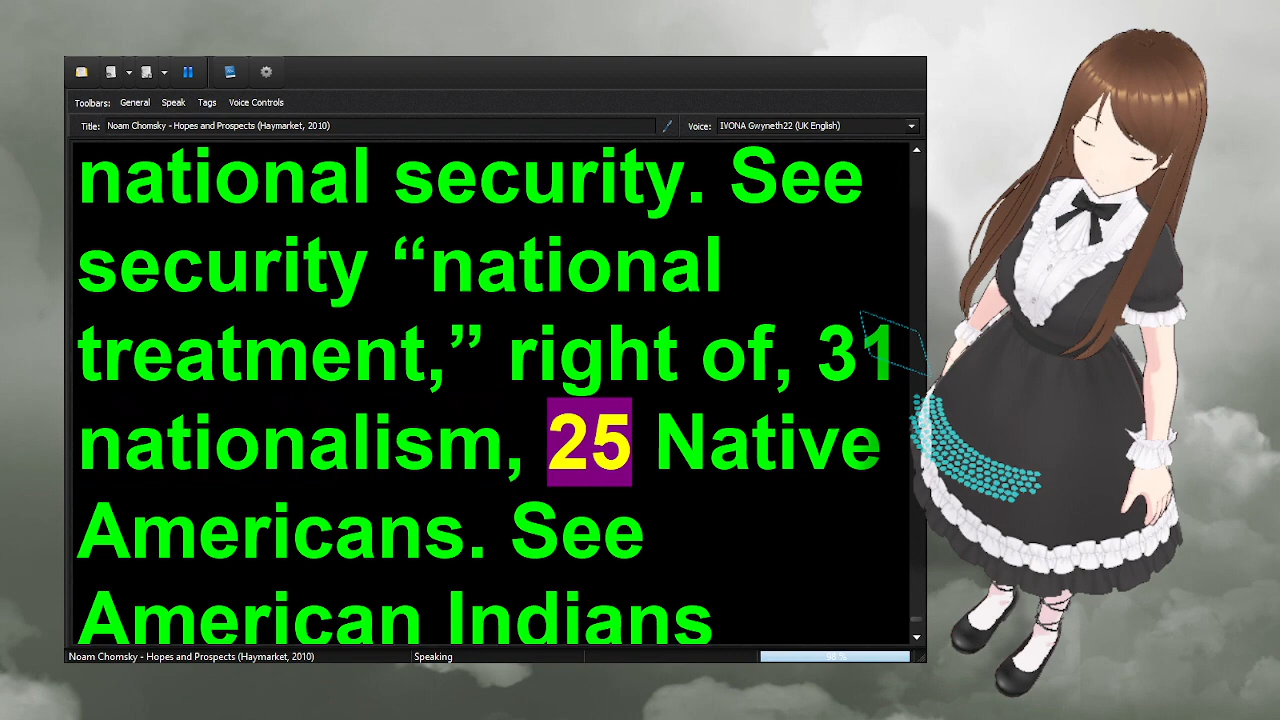 Toolbars: General Speak Tags Voice Controls
Title: Noam Chomsky - Hopes and Prospects (Haymarket, 2010) Voice: IVONA Gwyneth22 (UK English)
national security. See
security “national
treatment,” right of, 31
nationalism, 25 Native
Americans. See
American Indians
Noam Chomsky - Hopes and Prospects (Haymarket, 2010) Speaking 98 %